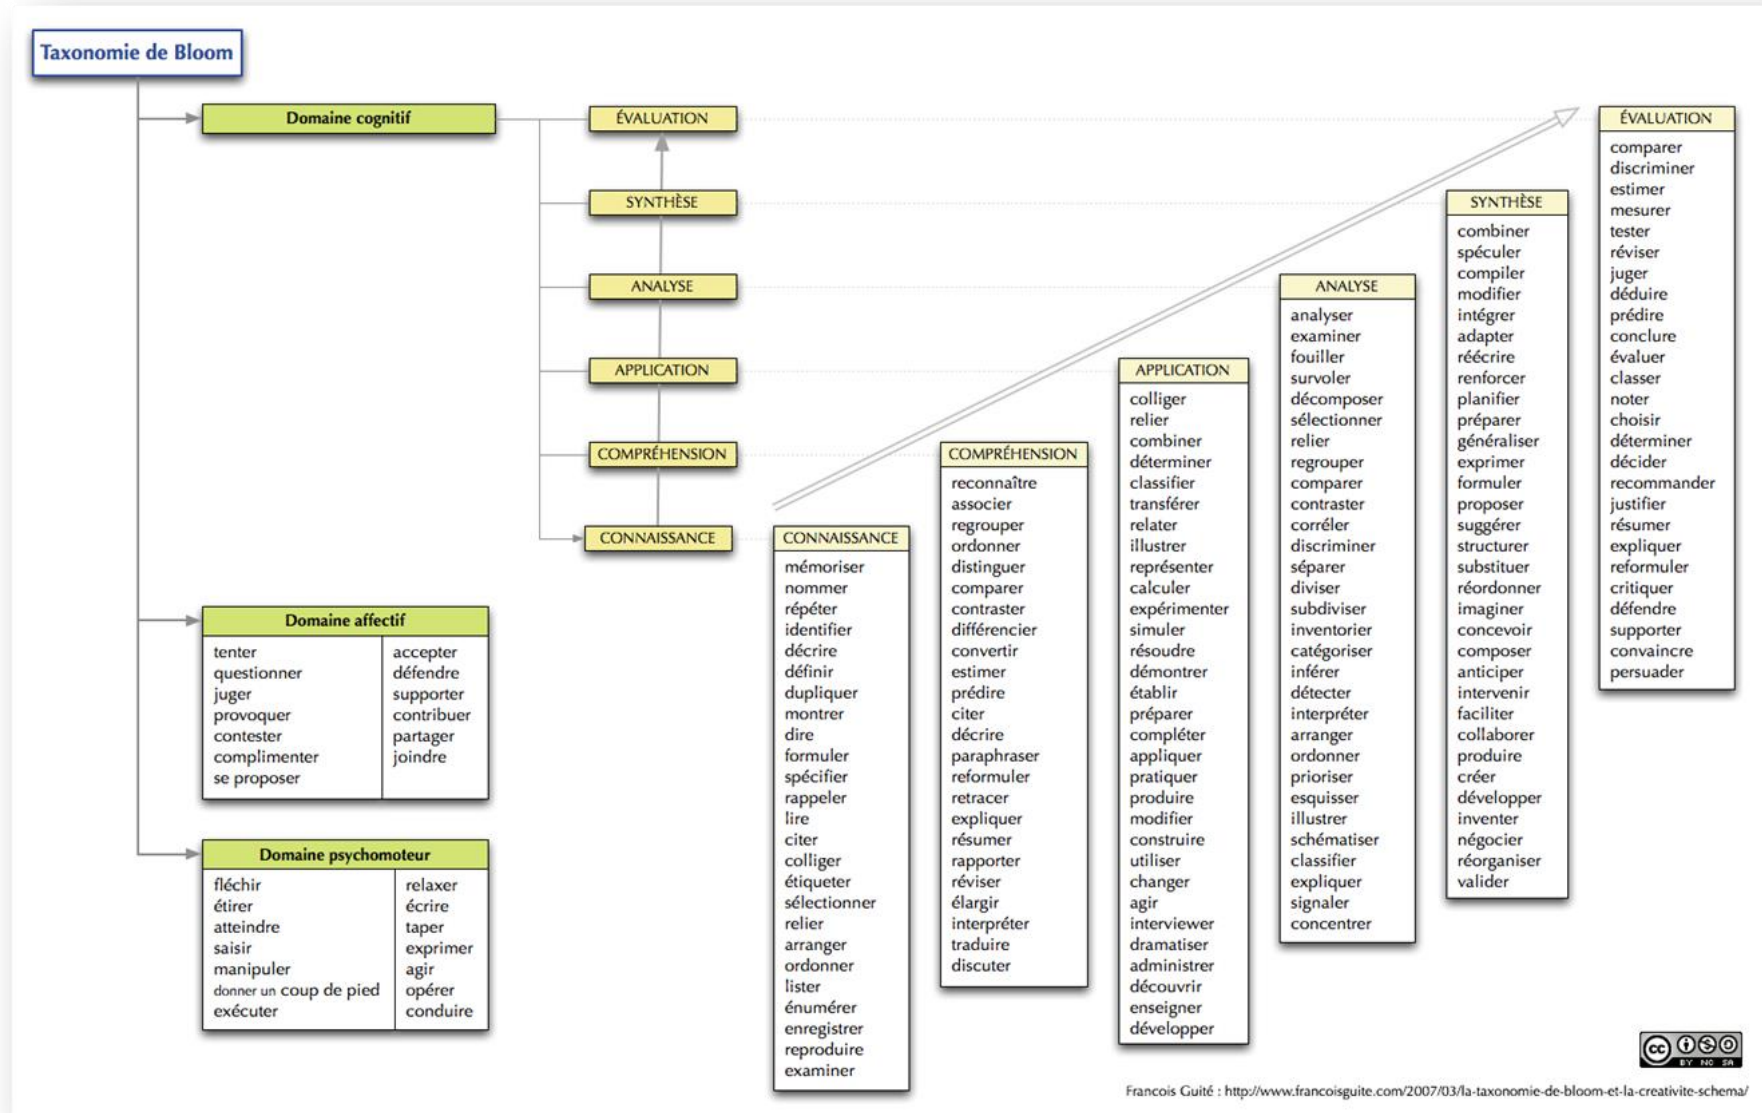 Taxonomie de Bloom
Domaine cognitif
ÉVALUATION
SYNTHÈSE
ANALYSE
APPLICATION
COMPRÉHENSION
CONNAISSANCE
Domaine affectif
tenter
questionner
juger
provoquer
contester
complimenter
se proposer
accepter
défendre
supporter
contribuer
partager
joindre
Domaine psychomoteur
fléchir
étirer
atteindre
saisir
manipuler
donner un coup de pied
exécuter
relaxer
écrire
taper
exprimer
agir
opérer
conduire
CONNAISSANCE
mémoriser
nommer
répéter
identifier
décrire
définir
dupliquer
montrer
dire
formuler
spécifier
rappeler
lire
citer
colliger
étiqueter
sélectionner
relier
arranger
ordonner
lister
énumérer
enregistrer
reproduire
examiner
COMPRÉHENSION
reconnaître
associer
regrouper
ordonner
distinguer
comparer
contraster
différencier
convertir
estimer
prédire
citer
décrire
paraphraser
reformuler
retracer
expliquer
résumer
rapporter
réviser
élargir
interpréter
traduire
discuter
APPLICATION
colliger
relier
combiner
déterminer
classifier
transférer
relater
illustrer
représenter
calculer
expérimenter
simuler
résoudre
démontrer
établir
préparer
compléter
appliquer
pratiquer
produire
modifier
construire
utiliser
changer
agir
interviewer
dramatiser
administrer
découvrir
enseigner
développer
ANALYSE
analyser
examiner
fouiller
survoler
décomposer
sélectionner
relier
regrouper
comparer
contraster
corréler
discriminer
séparer
diviser
subdiviser
inventorier
catégoriser
inférer
détecter
interpréter
arranger
ordonner
prioriser
esquisser
illustrer
schématiser
classifier
expliquer
signaler
concentrer
SYNTHÈSE
combiner
spéculer
compiler
modifier
intégrer
adapter
réécrire
renforcer
planifier
préparer
généraliser
exprimer
formuler
proposer
suggérer
structurer
substituer
réordonner
imaginer
concevoir
composer
anticiper
intervenir
faciliter
collaborer
produire
créer
développer
inventer
négocier
réorganiser
valider
ÉVALUATION
comparer
discriminer
estimer
mesurer
tester
réviser
juger
déduire
prédire
conclure
évaluer
classer
noter
choisir
déterminer
décider
recommander
justifier
résumer
expliquer
reformuler
critiquer
défendre
supporter
convaincre
persuader
cc
BY NC SA
Francois Guité : http://www.francoisguite.com/2007/03/la-taxonomie-de-bloom-et-la-creativite-schema/